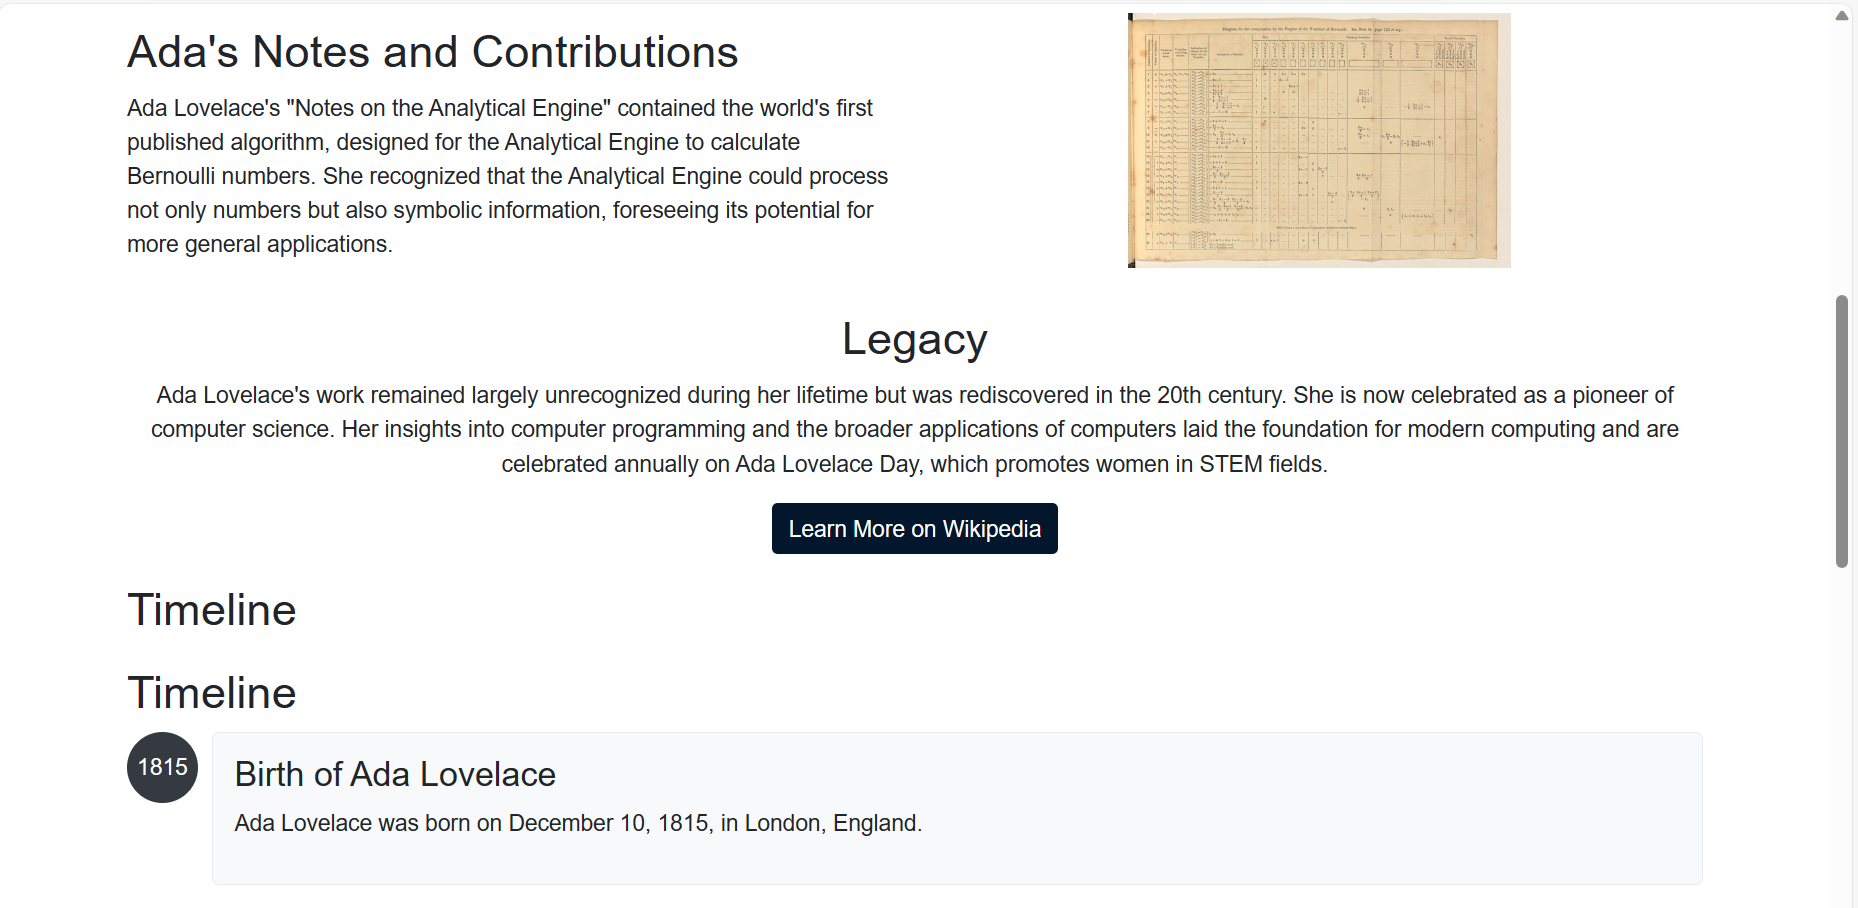 Ada's Notes and Contributions
Ada Lovelace's "Notes on the Analytical Engine" contained the world's first
published algorithm, designed for the Analytical Engine to calculate
Bernoulli numbers. She recognized that the Analytical Engine could process
not only numbers but also symbolic information, foreseeing its potential for
more general applications.
Legacy
Ada Lovelace's work remained largely unrecognized during her lifetime but was rediscovered in the 20th century. She is now celebrated as a pioneer of
computer science. Her insights into computer programming and the broader applications of computers laid the foundation for modern computing and are
celebrated annually on Ada Lovelace Day, which promotes women in STEM fields.
Learn More on Wikipedia
Timeline
Timeline
1815
Birth of Ada Lovelace
Ada Lovelace was born on December 10, 1815, in London, England.